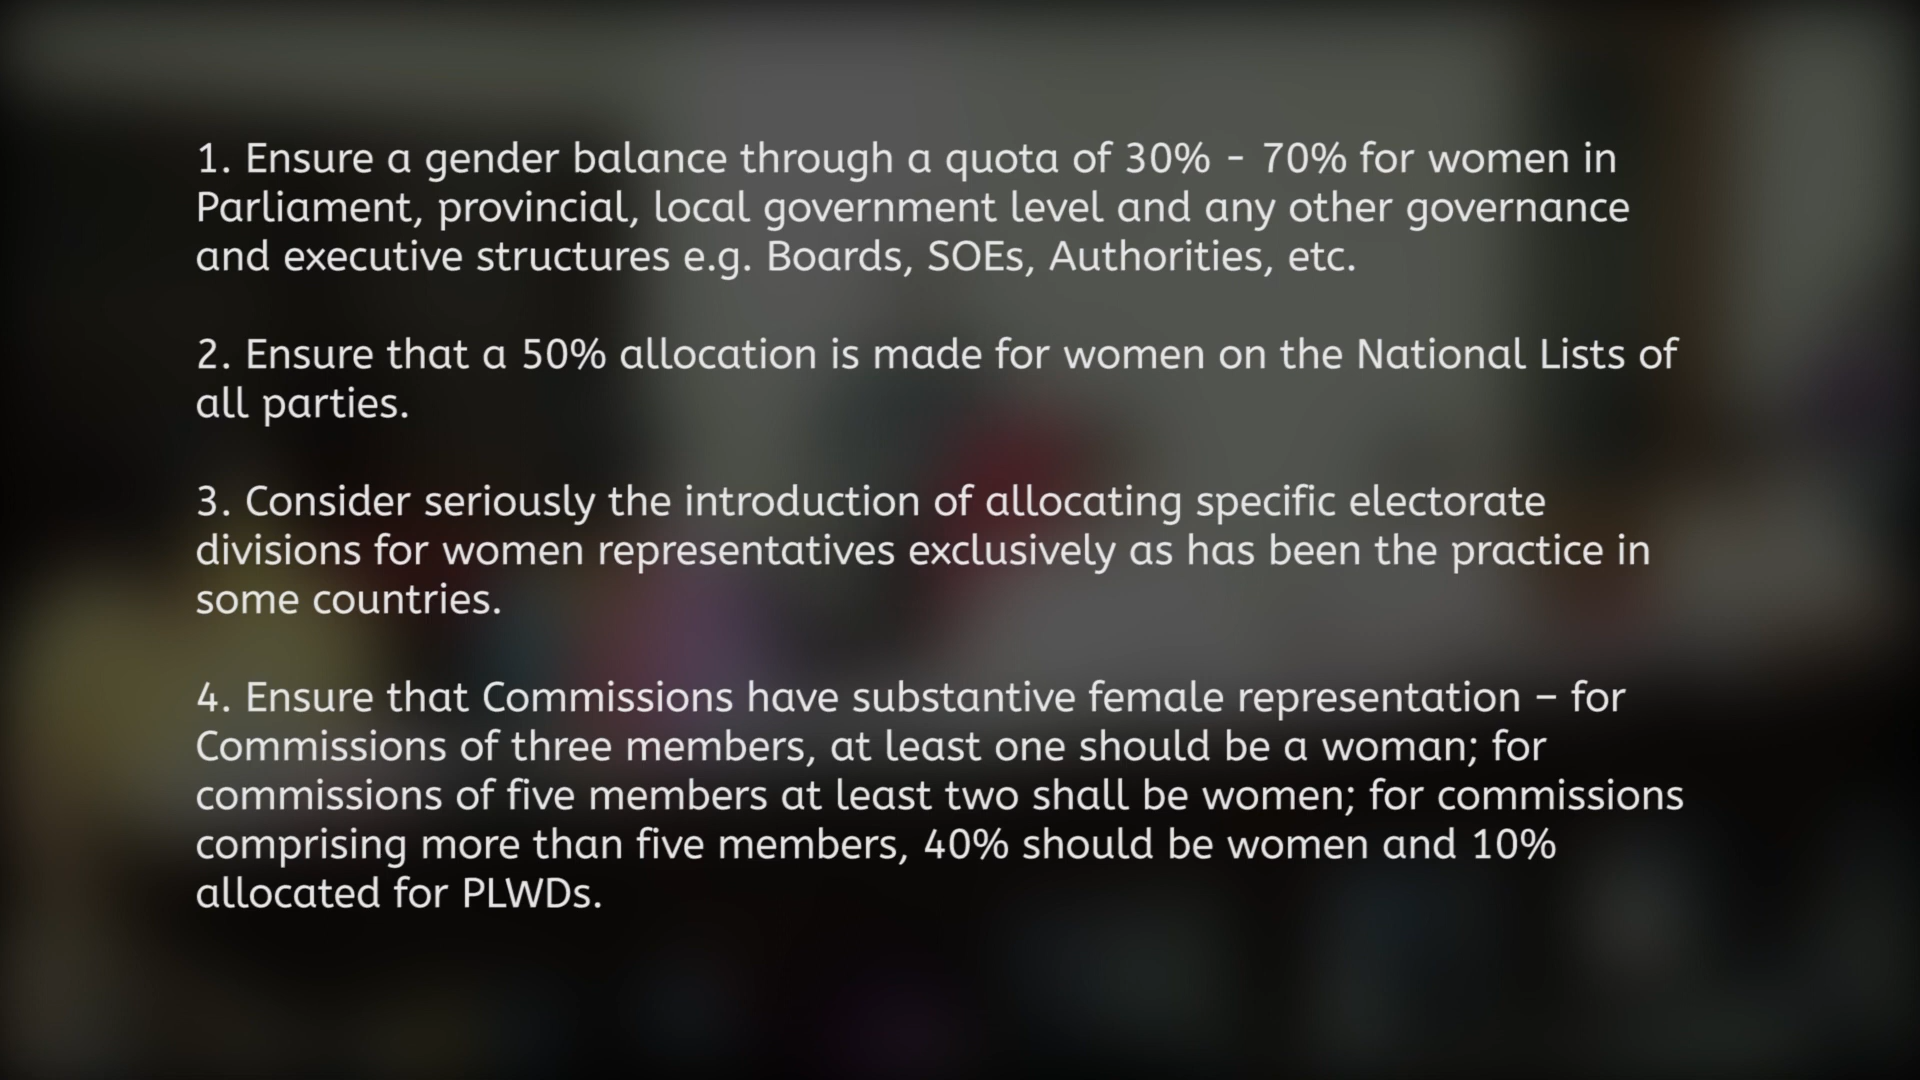 1. Ensure a gender balance through a quota of 30% - 70% for women in
Parliament, provincial, local government level and any other governance
and executive structures e.g. Boards, SOEs, Authorities, etc.
2. Ensure that a 50% allocation is made for women on the National Lists of
all parties.
3. Consider seriously the introduction of allocating specific electorate
divisions for women representatives exclusively as has been the practice in
some countries.
4. Ensure that Commissions have substantive female representation – for
Commissions of three members, at least one should be a woman; for
commissions of five members at least two shall be women; for commissions
comprising more than five members, 40% should be women and 10%
allocated for PLWDs.